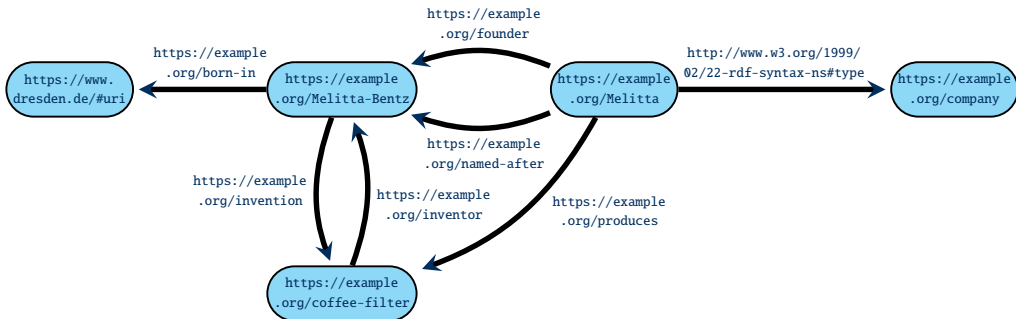 https://example
.org/founder
https://example
.org/born-in
http://www.w3.org/1999/
02/22-rdf-syntax-ns#type
https://www.
dresden.de/#uri
https://example
.org/Melitta-Bentz
https://example
.org/Melitta
https://example
.org/company
https://example
.org/named-after
https://example
.org/invention
https://example
.org/inventor
https://example
.org/produces
https://example
.org/coffee-filter